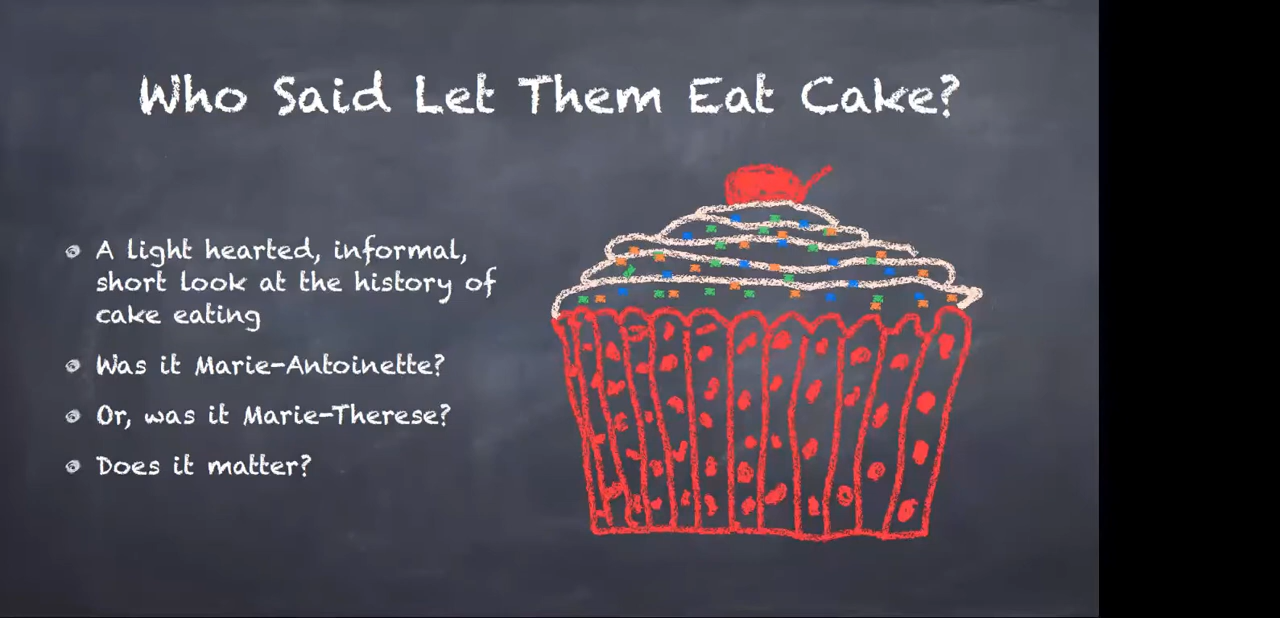 Who Said Let Them Eat Cake?
A light hearted, informal,
short look at the history of
cake eating
Was it Marie-Antoinette?
Or, was it Marie-Therese?
Does it matter?